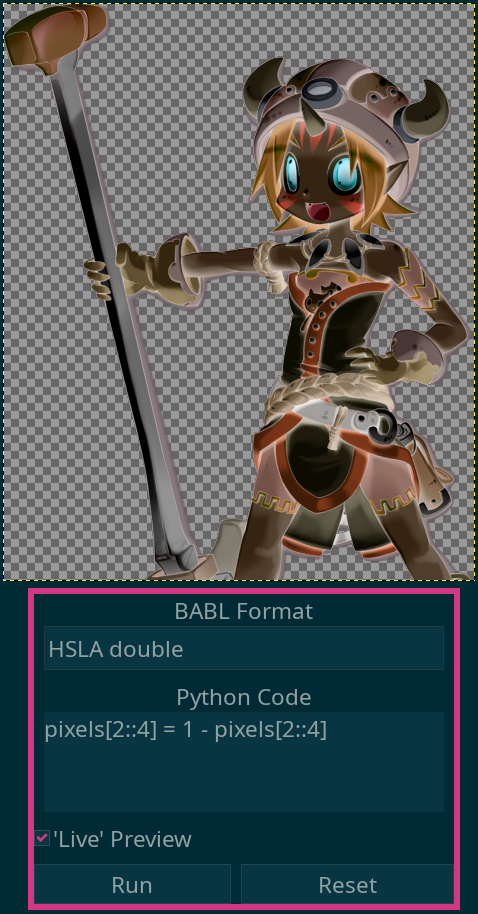 BABL Format
HSLA double
Python Code
pixels[2::4] = 1 - pixels[2::4]
'Live' Preview
Run
Reset